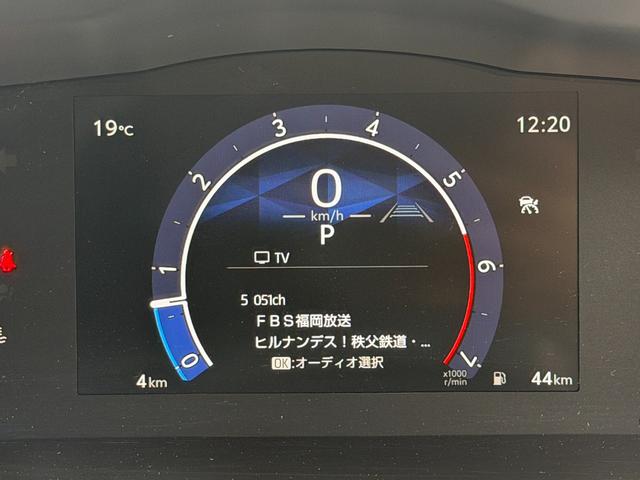 19℃
12:20
0
1
2
3
4
5
6
7
0
km/h
P
TV
5 051ch
FBS福岡放送
ヒルナンデス!秩父鉄道・...
OK:オーディオ選択
x1000
r/min
4km
44km